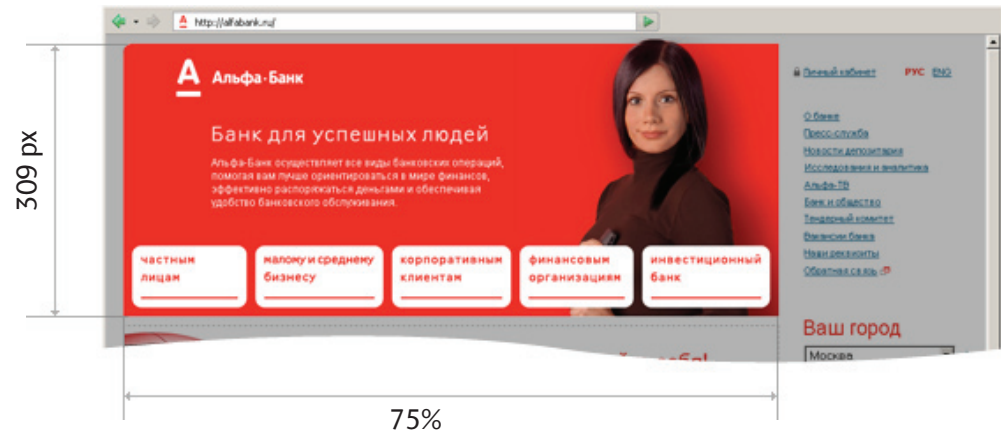 http://alfabank.ru/
А
Альфа·Банк
Банк для успешных людей
Альфа-Банк осуществляет все виды банковских операций,
помогая вам лучше ориентироваться в мире финансов,
эффективно распоряжаться деньгами и обеспечивая
удобство банковского обслуживания.
частным
лицам
малому и среднему
бизнесу
корпоративным
клиентам
финансовым
организациям
инвестиционный
банк
Личный кабинет РУС ENG
О банке
Пресс-служба
Новости депозитария
Исследования и аналитика
Альфа-ТВ
Банк и общество
Тендерный комитет
Вакансии банка
Наши реквизиты
Обратная связь
Ваш город
Москва
309 px
75%